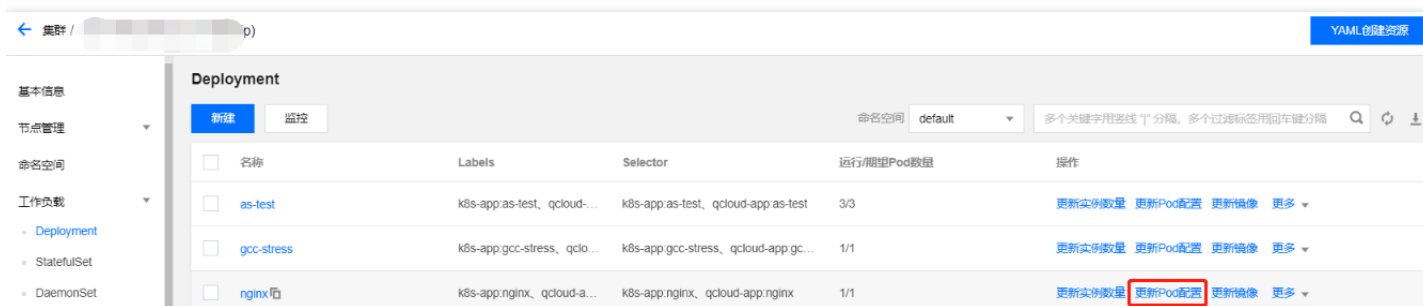 集群 / p)
YAML创建资源
基本信息
节点管理
命名空间
工作负载
Deployment
StatefulSet
DaemonSet
Deployment
新建 监控 命名空间 default 多个关键字用竖线 "|" 分隔，多个过滤标签用回车键分隔
名称 Labels Selector 运行/期望Pod数量 操作
as-test k8s-app:as-test、qcloud-... k8s-app:as-test、qcloud-app:as-test 3/3 更新实例数量 更新Pod配置 更新镜像 更多
gcc-stress k8s-app:gcc-stress、qclo... k8s-app:gcc-stress、qcloud-app:gc... 1/1 更新实例数量 更新Pod配置 更新镜像 更多
nginx k8s-app:nginx、qcloud-a... k8s-app:nginx、qcloud-app:nginx 1/1 更新实例数量 更新Pod配置 更新镜像 更多